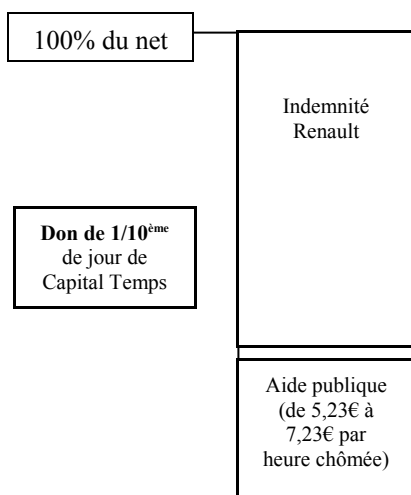 100% du net
Indemnité
Renault
Don de 1/10ème
de jour de
Capital Temps
Aide publique
(de 5,23€ à
7,23€ par
heure chômée)